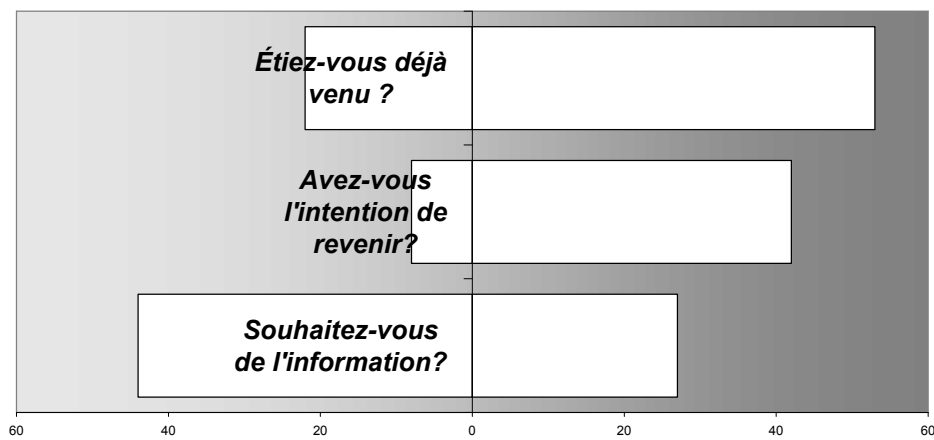 Étiez-vous déjà
venu ?
Avez-vous
l'intention de
revenir?
Souhaitez-vous
de l'information?
60 40 20 0 20 40 60